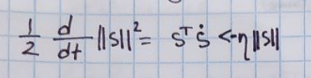 ½ d/dt ||s||² = sᵀṡ <-η||s||